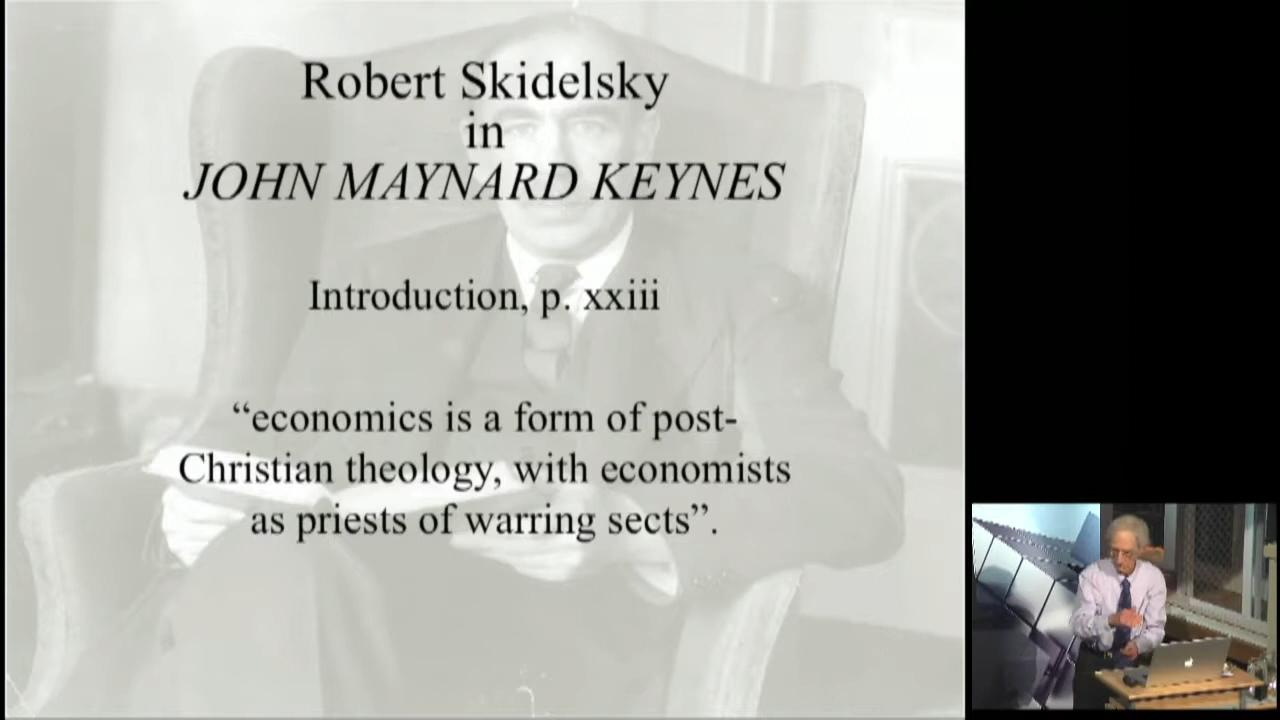 Robert Skidelsky
in
JOHN MAYNARD KEYNES
Introduction, p. xxiii
“economics is a form of post-
Christian theology, with economists
as priests of warring sects”.